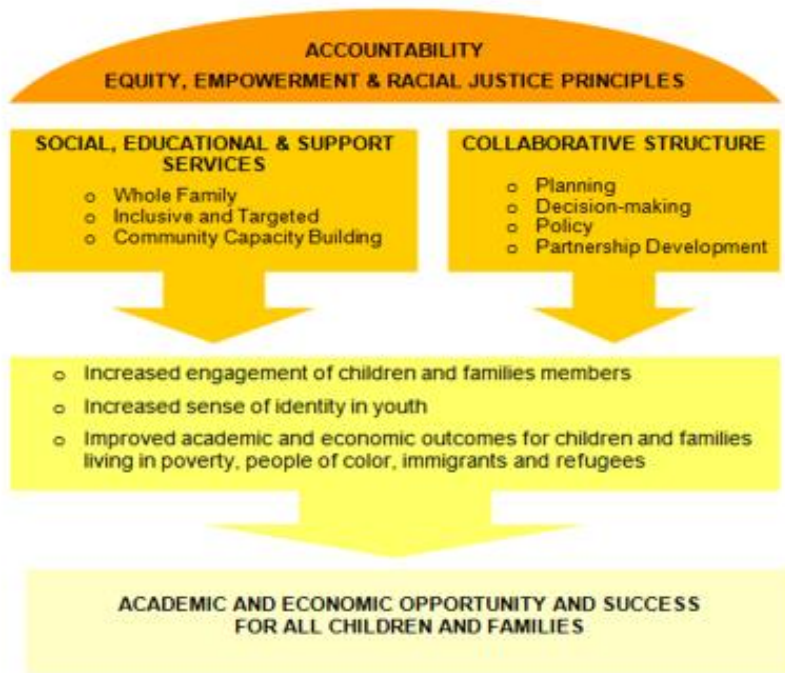 ACCOUNTABILITY
EQUITY, EMPOWERMENT & RACIAL JUSTICE PRINCIPLES
SOCIAL, EDUCATIONAL & SUPPORT
SERVICES
o Whole Family
o Inclusive and Targeted
o Community Capacity Building
COLLABORATIVE STRUCTURE
o Planning
o Decision-making
o Policy
o Partnership Development
o Increased engagement of children and families members
o Increased sense of identity in youth
o Improved academic and economic outcomes for children and families
living in poverty, people of color, immigrants and refugees
ACADEMIC AND ECONOMIC OPPORTUNITY AND SUCCESS
FOR ALL CHILDREN AND FAMILIES